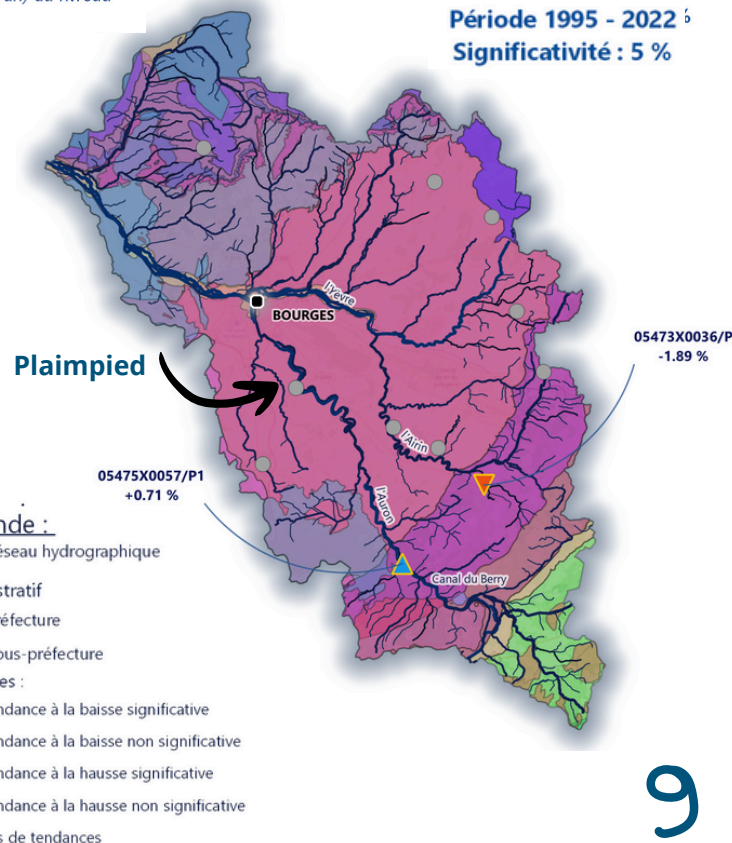 au niveau
Période 1995 - 2022 %
Significativité : 5 %
l'Yèvre
BOURGES
05473X0036/P
-1.89 %
Plaimpied
l'Airin
05475X0057/P1
+0.71 %
l'Auron
Canal du Berry
nde :
éseau hydrographique
stratif
éfecture
ous-préfecture
es :
ndance à la baisse significative
ndance à la baisse non significative
ndance à la hausse significative
ndance à la hausse non significative
s de tendances
9